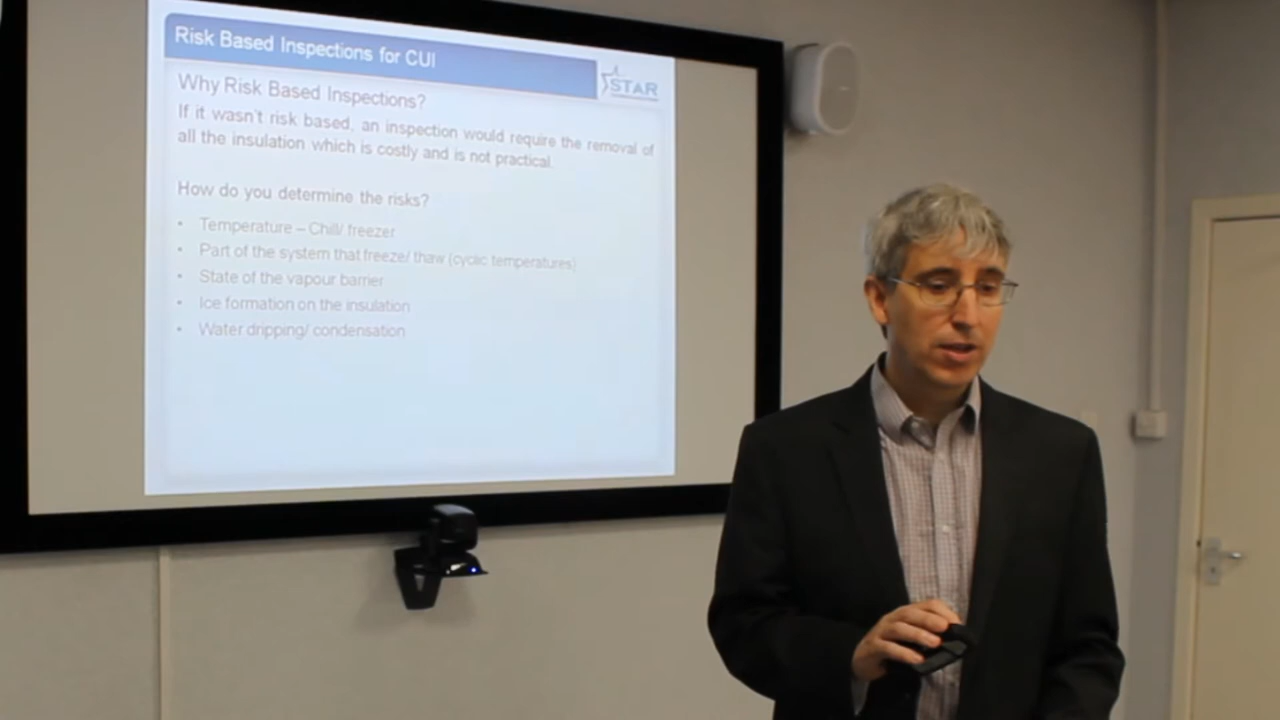 Risk Based Inspections for CUI
STAR
Why Risk Based Inspections?
If it wasn't risk based, an inspection would require the removal of
all the insulation which is costly and is not practical.
How do you determine the risks?
• Temperature – Chill/ freezer
• Part of the system that freeze/ thaw (cyclic temperatures)
• State of the vapour barrier
• Ice formation on the insulation
• Water dripping/ condensation